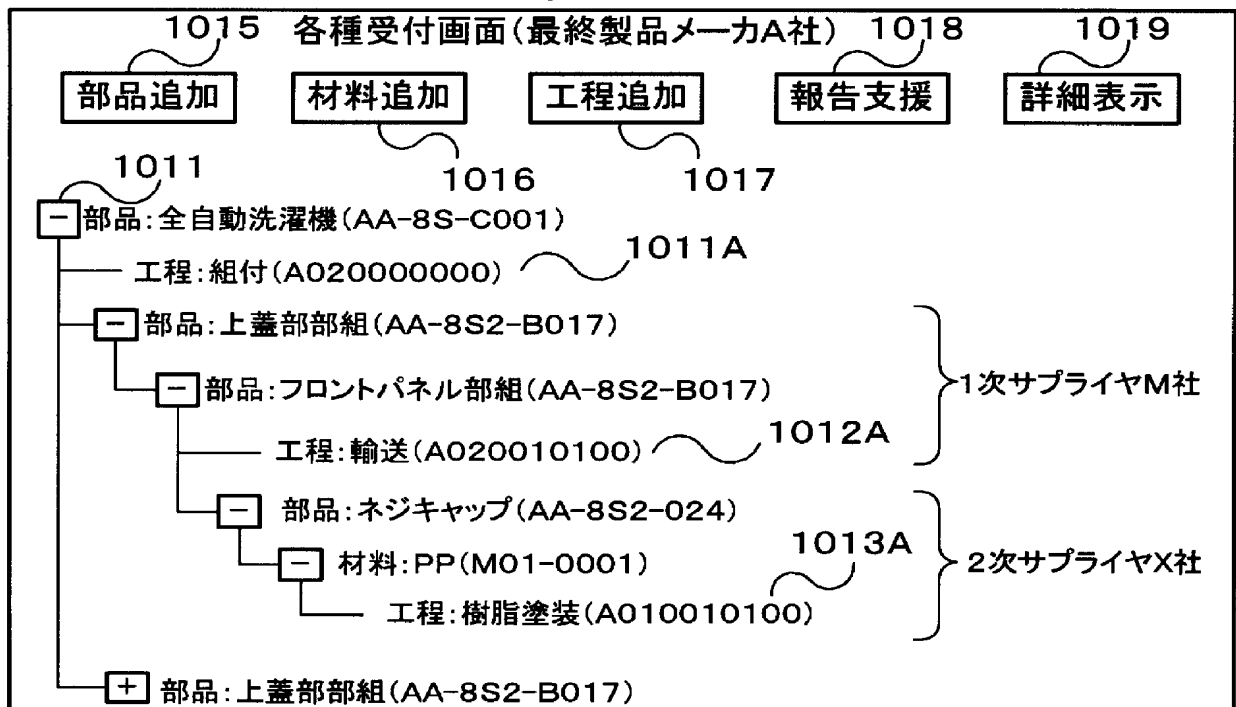 1015 各種受付画面(最終製品メーカA社) 1018 1019
部品追加 材料追加 工程追加 報告支援 詳細表示
1011 1016 1017
部品:全自動洗濯機(AA-8S-C001)
工程:組付(A020000000) 1011A
部品:上蓋部部組(AA-8S2-B017)
部品:フロントパネル部組(AA-8S2-B017) 1次サプライヤM社
工程:輸送(A020010100) 1012A
部品:ネジキャップ(AA-8S2-024)
材料:PP(M01-0001) 1013A 2次サプライヤX社
工程:樹脂塗装(A010010100)
部品:上蓋部部組(AA-8S2-B017)